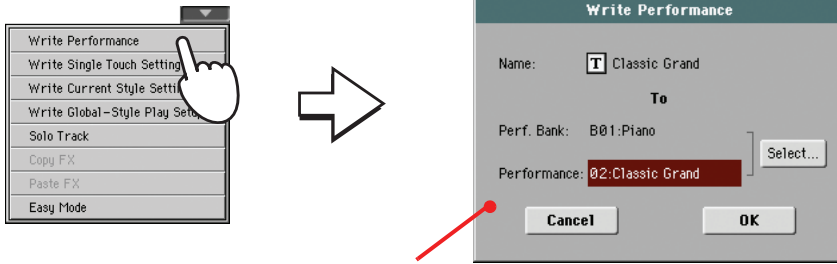 Write Performance
Write Single Touch Setting
Write Current Style Setti
Write Global-Style Play Setu
Solo Track
Copy FX
Paste FX
Easy Mode
Write Performance
Name: T Classic Grand
To
Perf. Bank: B01:Piano
Select...
Performance: 02:Classic Grand
Cancel OK